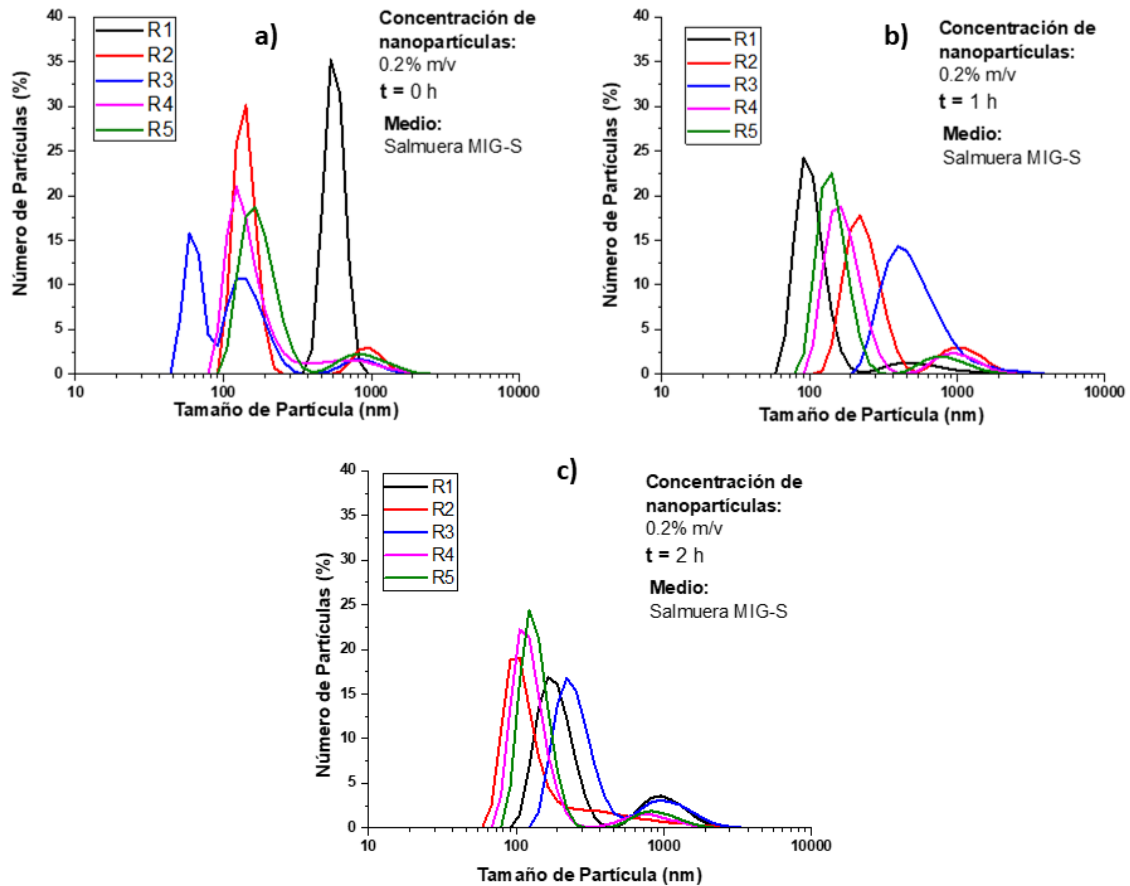 a)
R1
R2
R3
R4
R5
Concentración de
nanopartículas:
0.2% m/v
t = 0 h
Medio:
Salmuera MIG-S
Número de Partículas (%)
40
35
30
25
20
15
10
5
0
10
100
1000
10000
Tamaño de Partícula (nm)
b)
R1
R2
R3
R4
R5
Concentración de
nanopartículas:
0.2% m/v
t = 1 h
Medio:
Salmuera MIG-S
Número de Partículas (%)
40
35
30
25
20
15
10
5
0
10
100
1000
10000
Tamaño de Partícula (nm)
c)
R1
R2
R3
R4
R5
Concentración de
nanopartículas:
0.2% m/v
t = 2 h
Medio:
Salmuera MIG-S
Número de Partículas (%)
40
35
30
25
20
15
10
5
0
10
100
1000
10000
Tamaño de Partícula (nm)